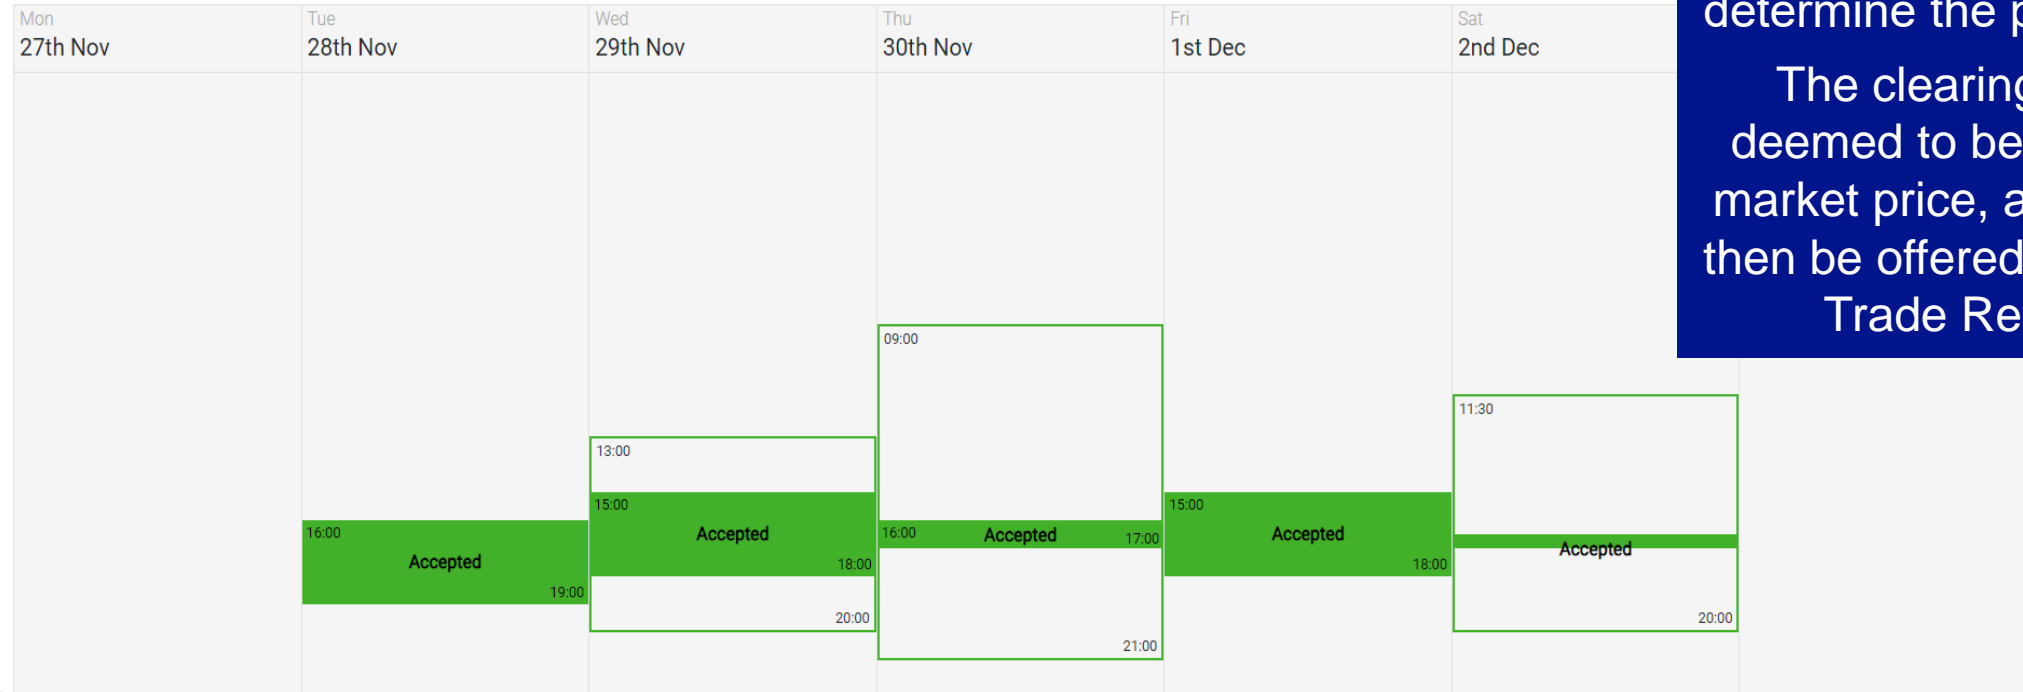 Mon
27th Nov
Tue
28th Nov
Wed
29th Nov
Thu
30th Nov
Fri
1st Dec
Sat
2nd Dec
16:00
Accepted
19:00
13:00
15:00
Accepted
18:00
20:00
09:00
16:00 Accepted 17:00
21:00
15:00
Accepted
18:00
11:30
Accepted
20:00
determine the
The clearing
deemed to be
market price,
then be offered
Trade